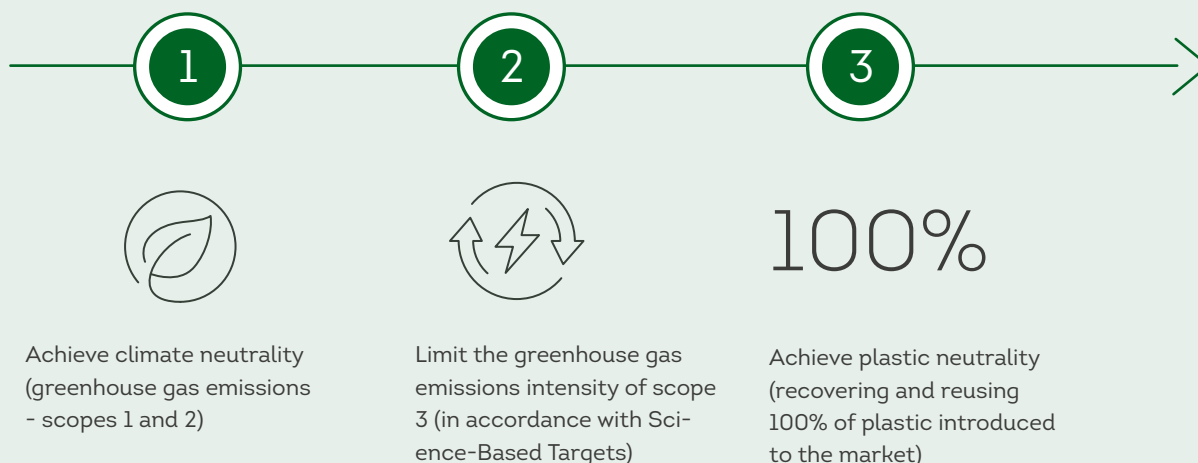 1
2
3
100%
Achieve climate neutrality
(greenhouse gas emissions
- scopes 1 and 2)
Limit the greenhouse gas
emissions intensity of scope
3 (in accordance with Sci-
ence-Based Targets)
Achieve plastic neutrality
(recovering and reusing
100% of plastic introduced
to the market)